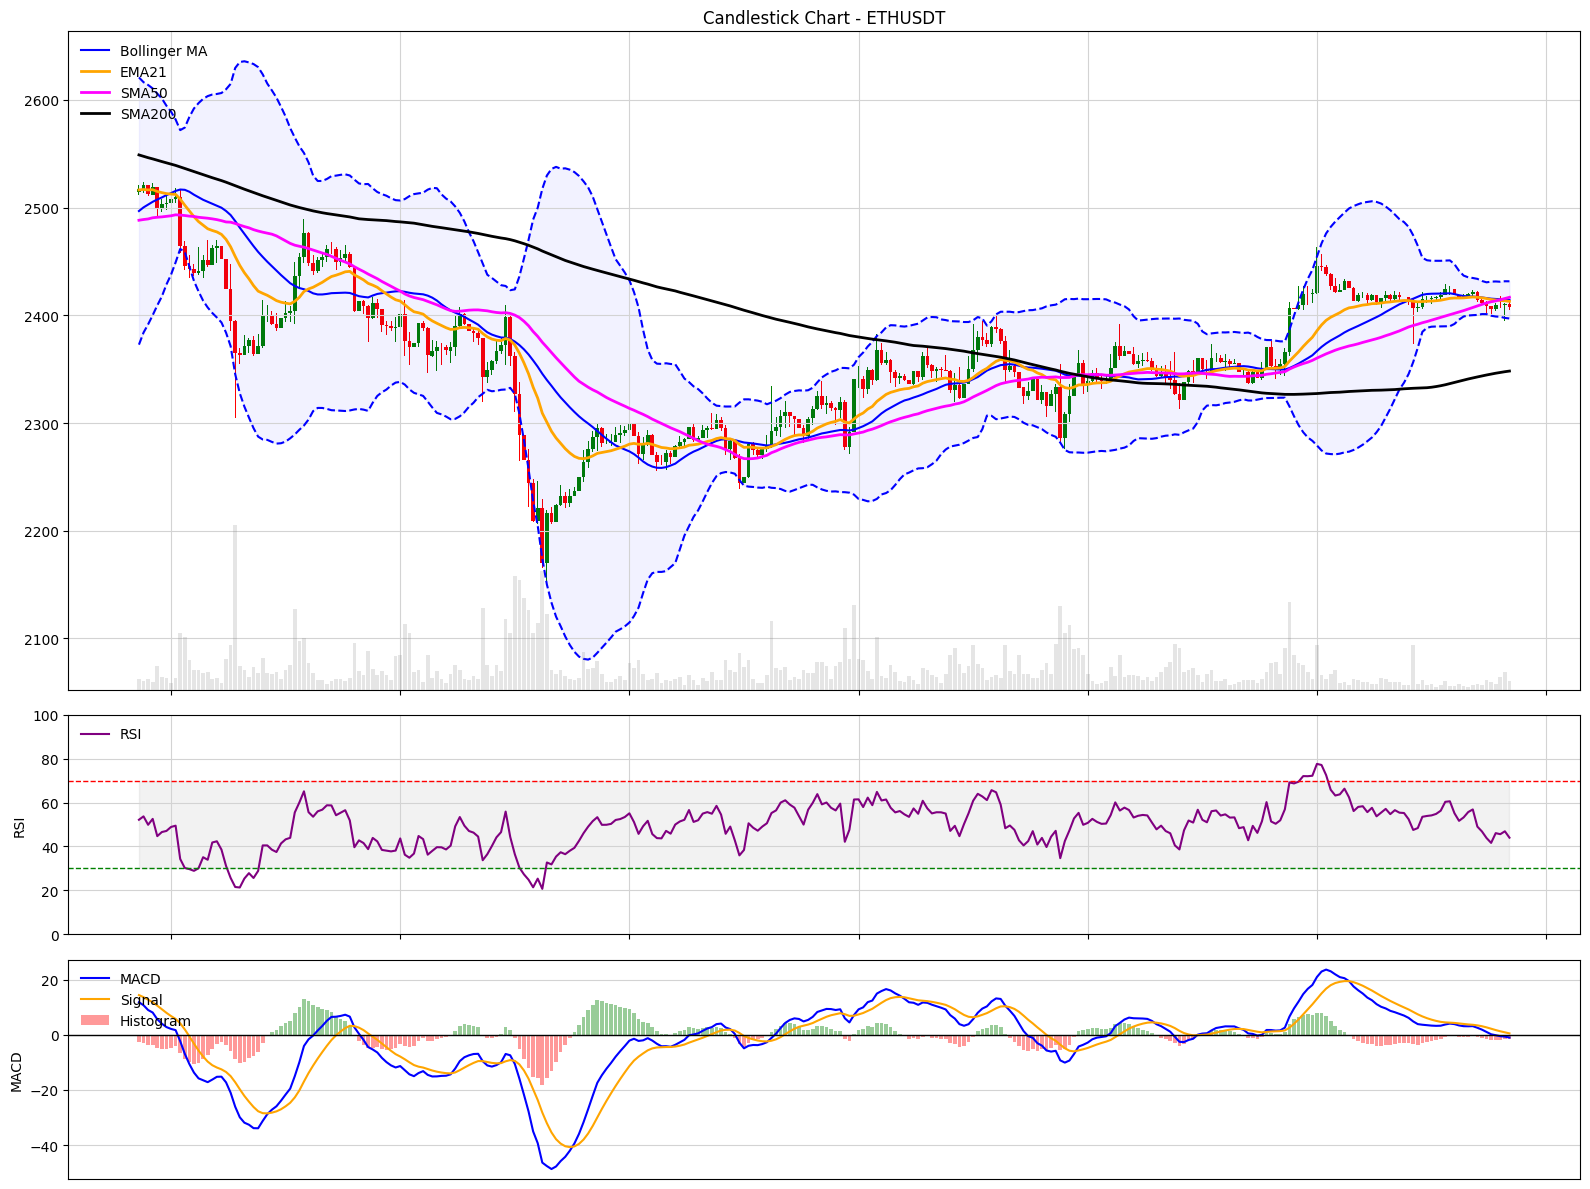 Candlestick Chart - ETHUSDT
Bollinger MA
EMA21
SMA50
SMA200
2600
2500
2400
2300
2200
2100
RSI
100
80
60
40
20
0
RSI
MACD
Signal
Histogram
20
0
−20
−40
MACD